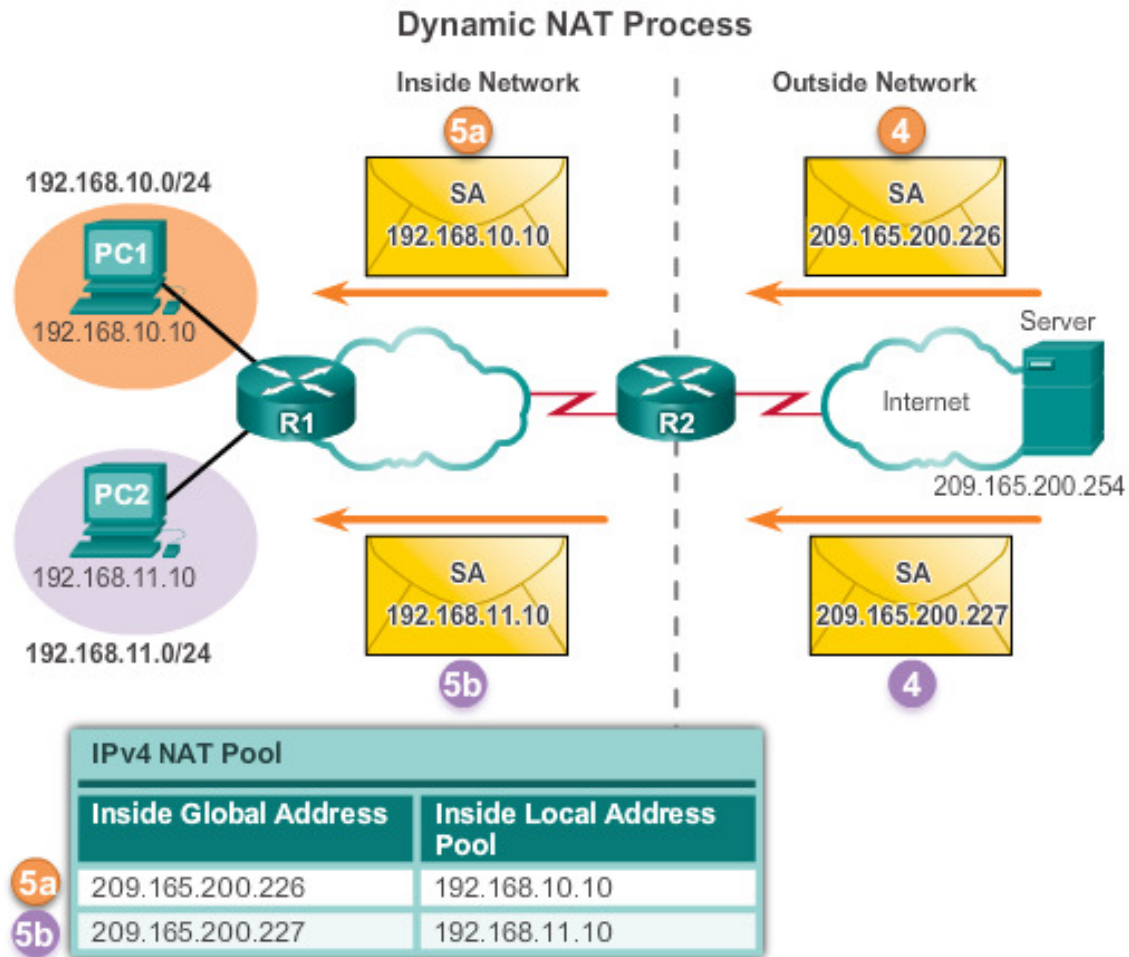 Dynamic NAT Process
Inside Network
Outside Network
5a
4
192.168.10.0/24
SA
192.168.10.10
SA
209.165.200.226
PC1
192.168.10.10
Server
R1
R2
Internet
PC2
192.168.11.10
209.165.200.254
SA
192.168.11.10
SA
209.165.200.227
192.168.11.0/24
5b
4
IPv4 NAT Pool
Inside Global Address
Inside Local Address
Pool
5a
209.165.200.226
192.168.10.10
5b
209.165.200.227
192.168.11.10